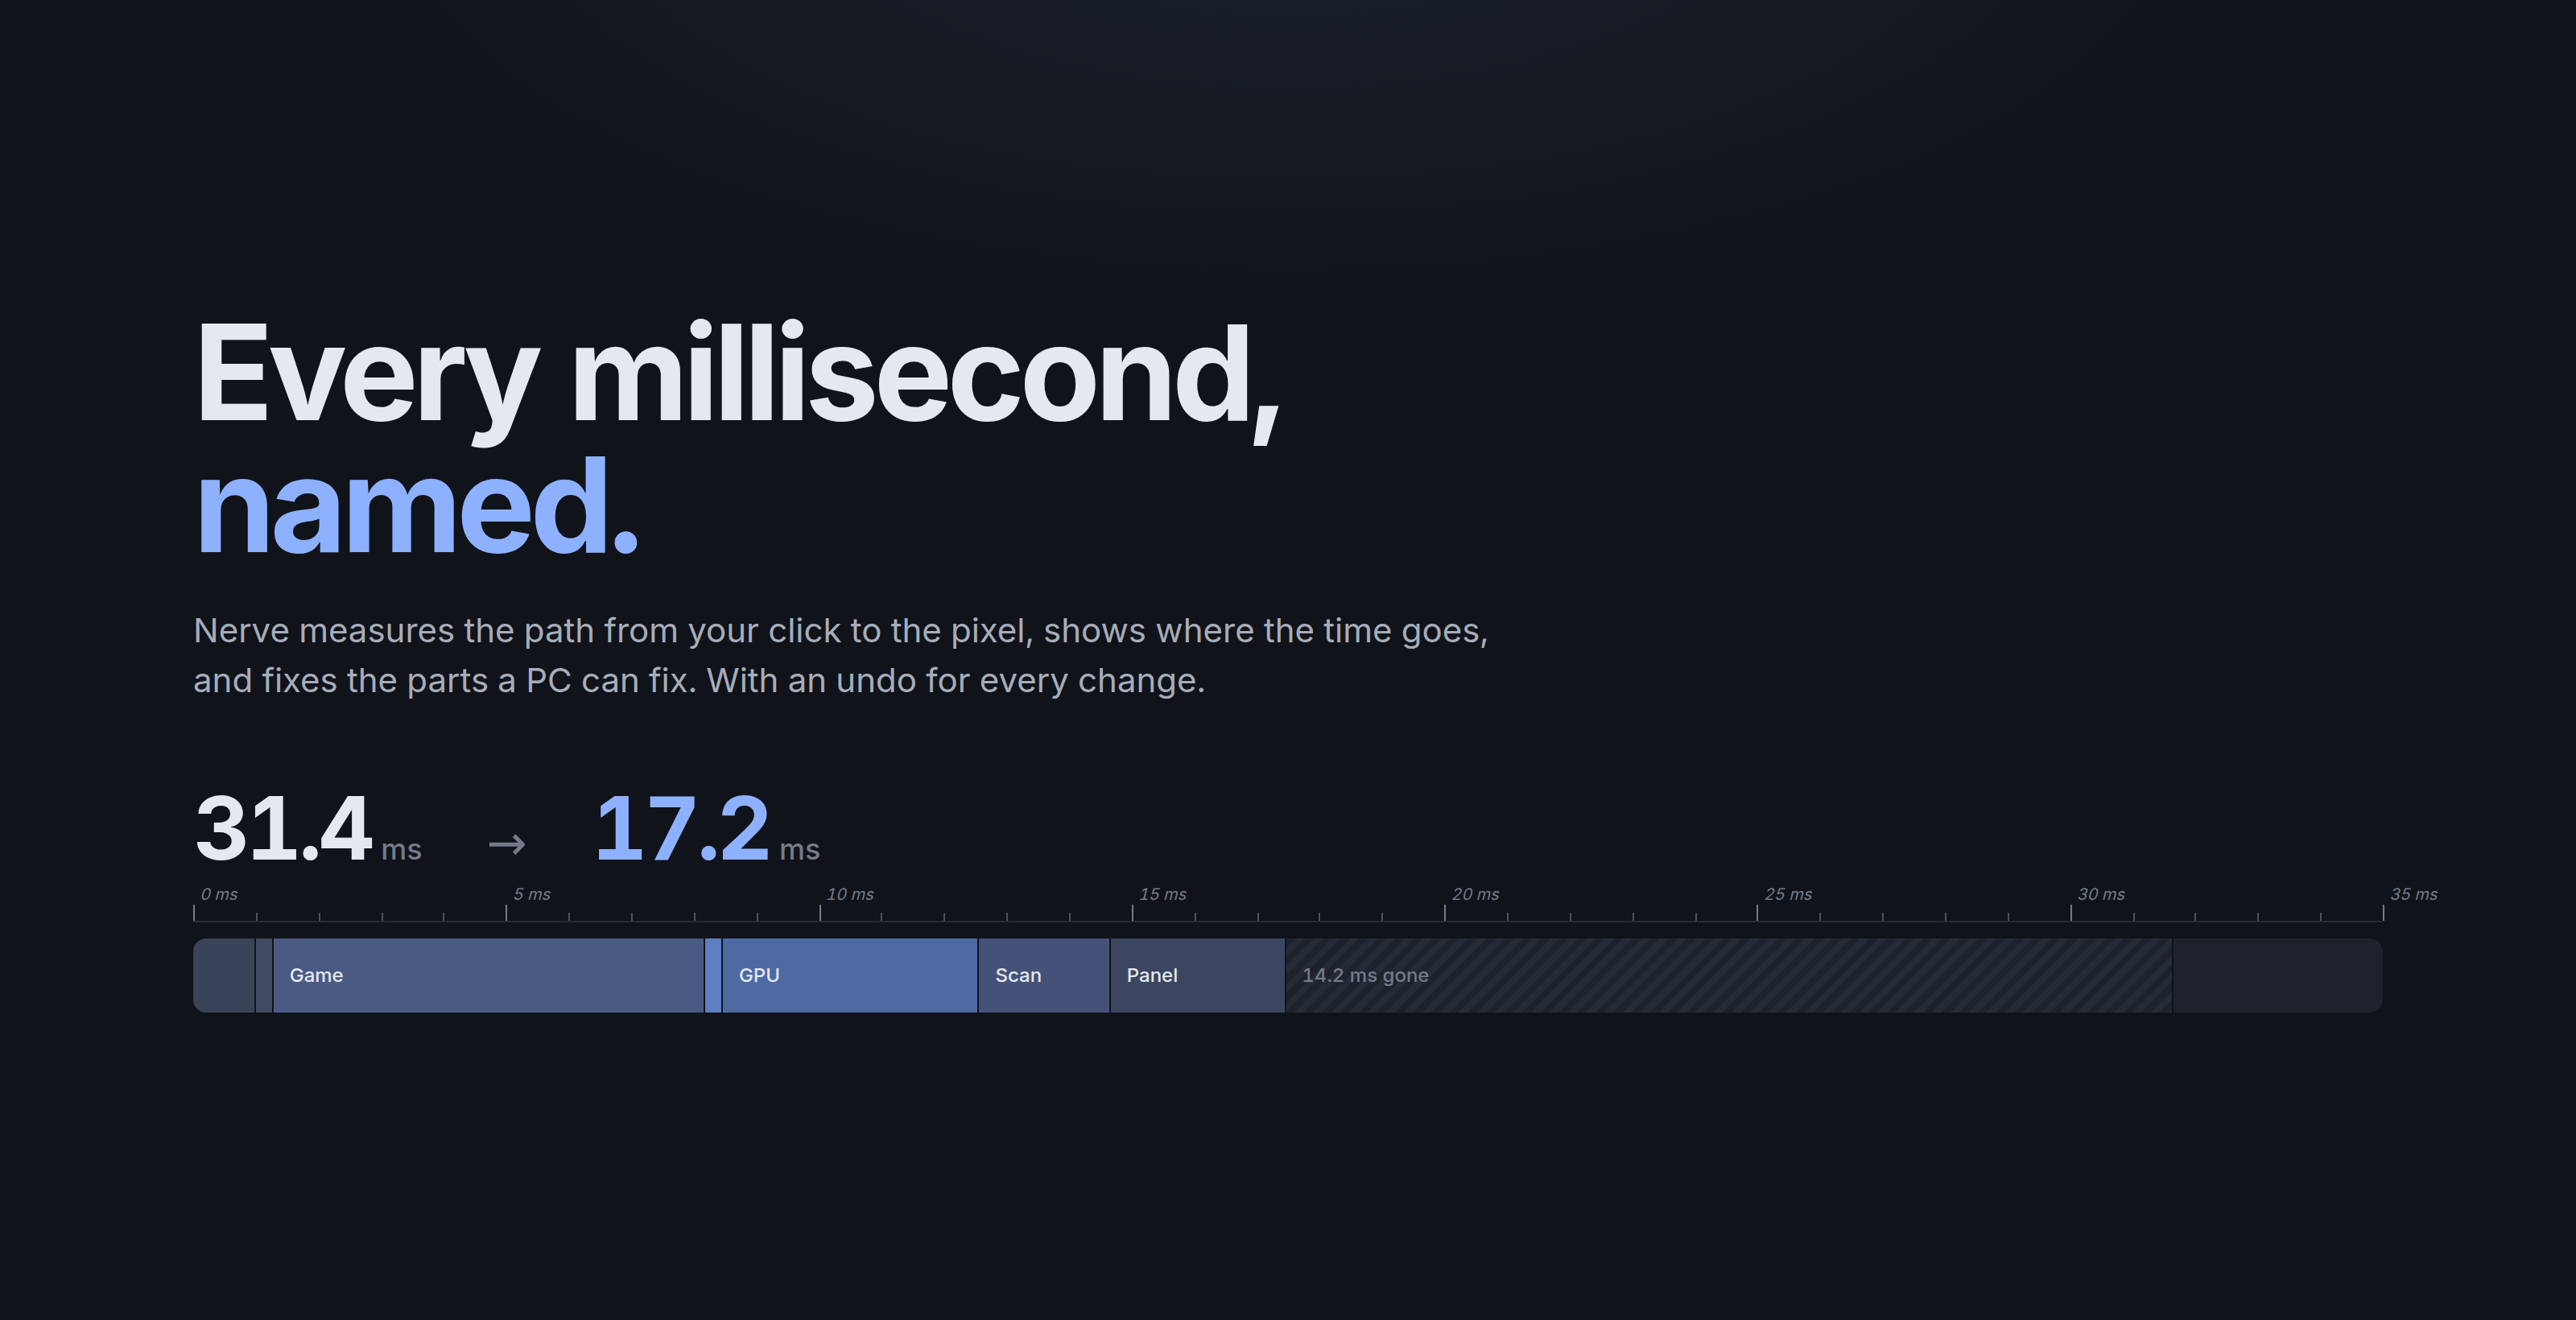 Every millisecond,
named.
Nerve measures the path from your click to the pixel, shows where the time goes,
and fixes the parts a PC can fix. With an undo for every change.
31.4 ms → 17.2 ms
0 ms 5 ms 10 ms 15 ms 20 ms 25 ms 30 ms 35 ms
Game GPU Scan Panel 14.2 ms gone